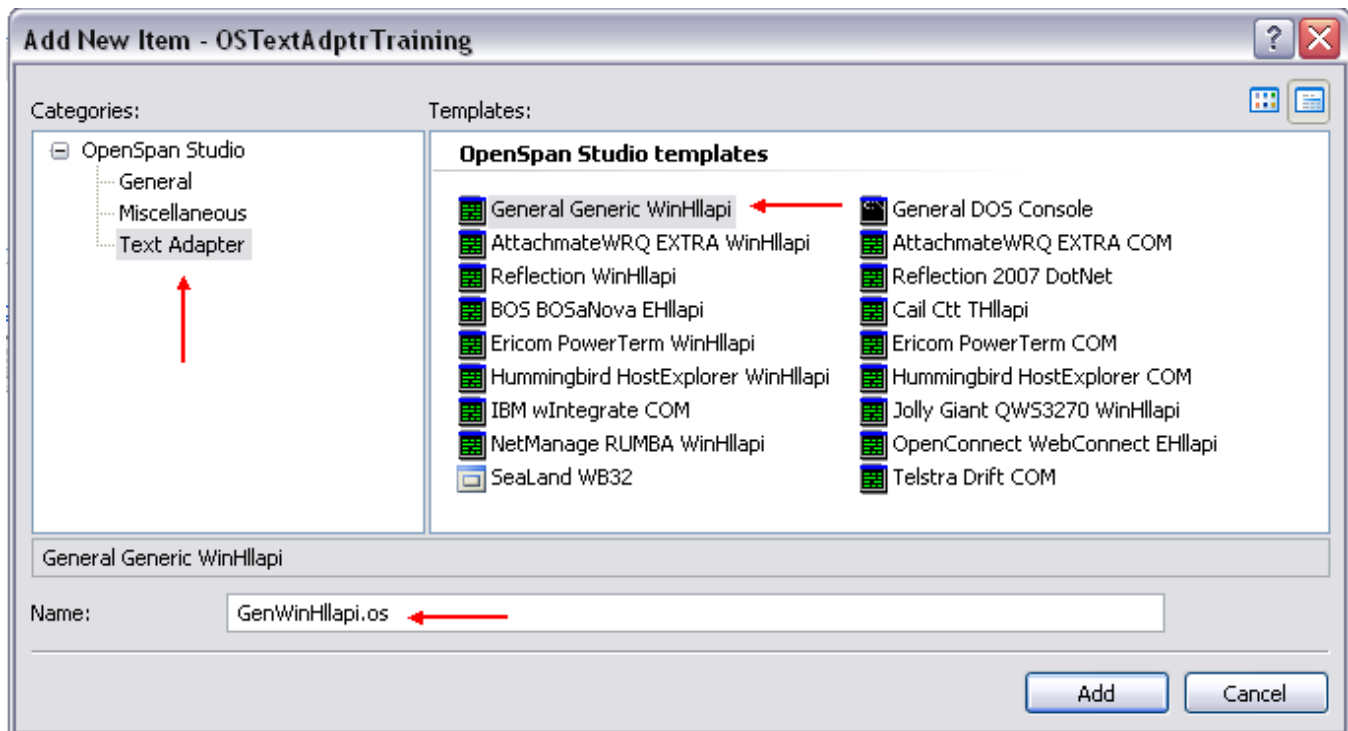 Add New Item - OSTextAdptrTraining
Categories:
Templates:
OpenSpan Studio
General
Miscellaneous
Text Adapter
OpenSpan Studio templates
General Generic WinHllapi
General DOS Console
AttachmateWRQ EXTRA WinHllapi
AttachmateWRQ EXTRA COM
Reflection WinHllapi
Reflection 2007 DotNet
BOS BOSaNova EHllapi
Cail Ctt THllapi
Ericom PowerTerm WinHllapi
Ericom PowerTerm COM
Hummingbird HostExplorer WinHllapi
Hummingbird HostExplorer COM
IBM wIntegrate COM
Jolly Giant QWS3270 WinHllapi
NetManage RUMBA WinHllapi
OpenConnect WebConnect EHllapi
SeaLand WB32
Telstra Drift COM
General Generic WinHllapi
Name:
GenWinHllapi.os
Add
Cancel